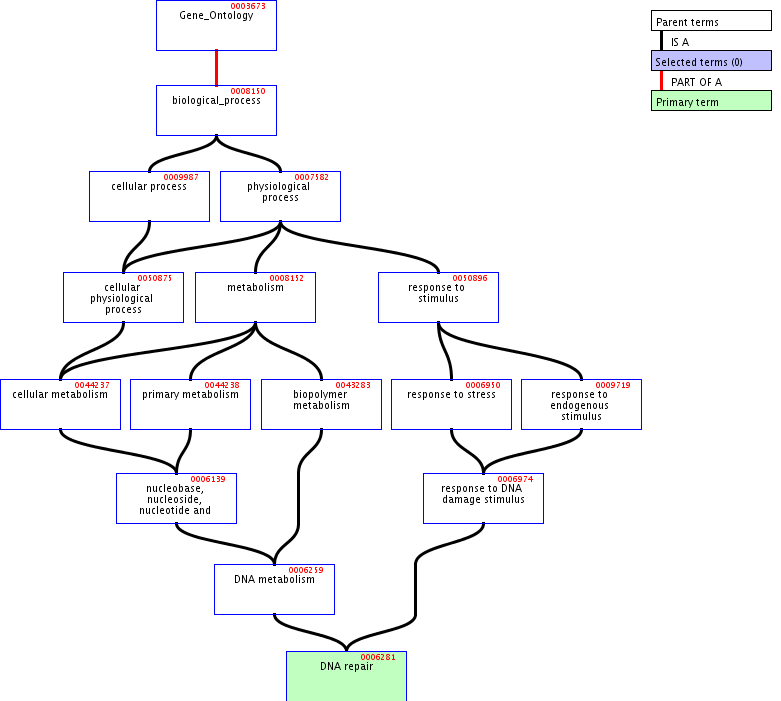 0003673
Gene_Ontology
Parent terms
IS A
Selected terms (0)
PART OF A
Primary term
0008150
biological_process
0009987
cellular process
0007582
physiological
process
0050875
cellular
physiological
process
0008152
metabolism
0050896
response to
stimulus
0044237
cellular metabolism
0044238
primary metabolism
0043283
biopolymer
metabolism
0006950
response to stress
0009719
response to
endogenous
stimulus
0006139
nucleobase,
nucleoside,
nucleotide and
0006974
response to DNA
damage stimulus
0006259
DNA metabolism
0006281
DNA repair